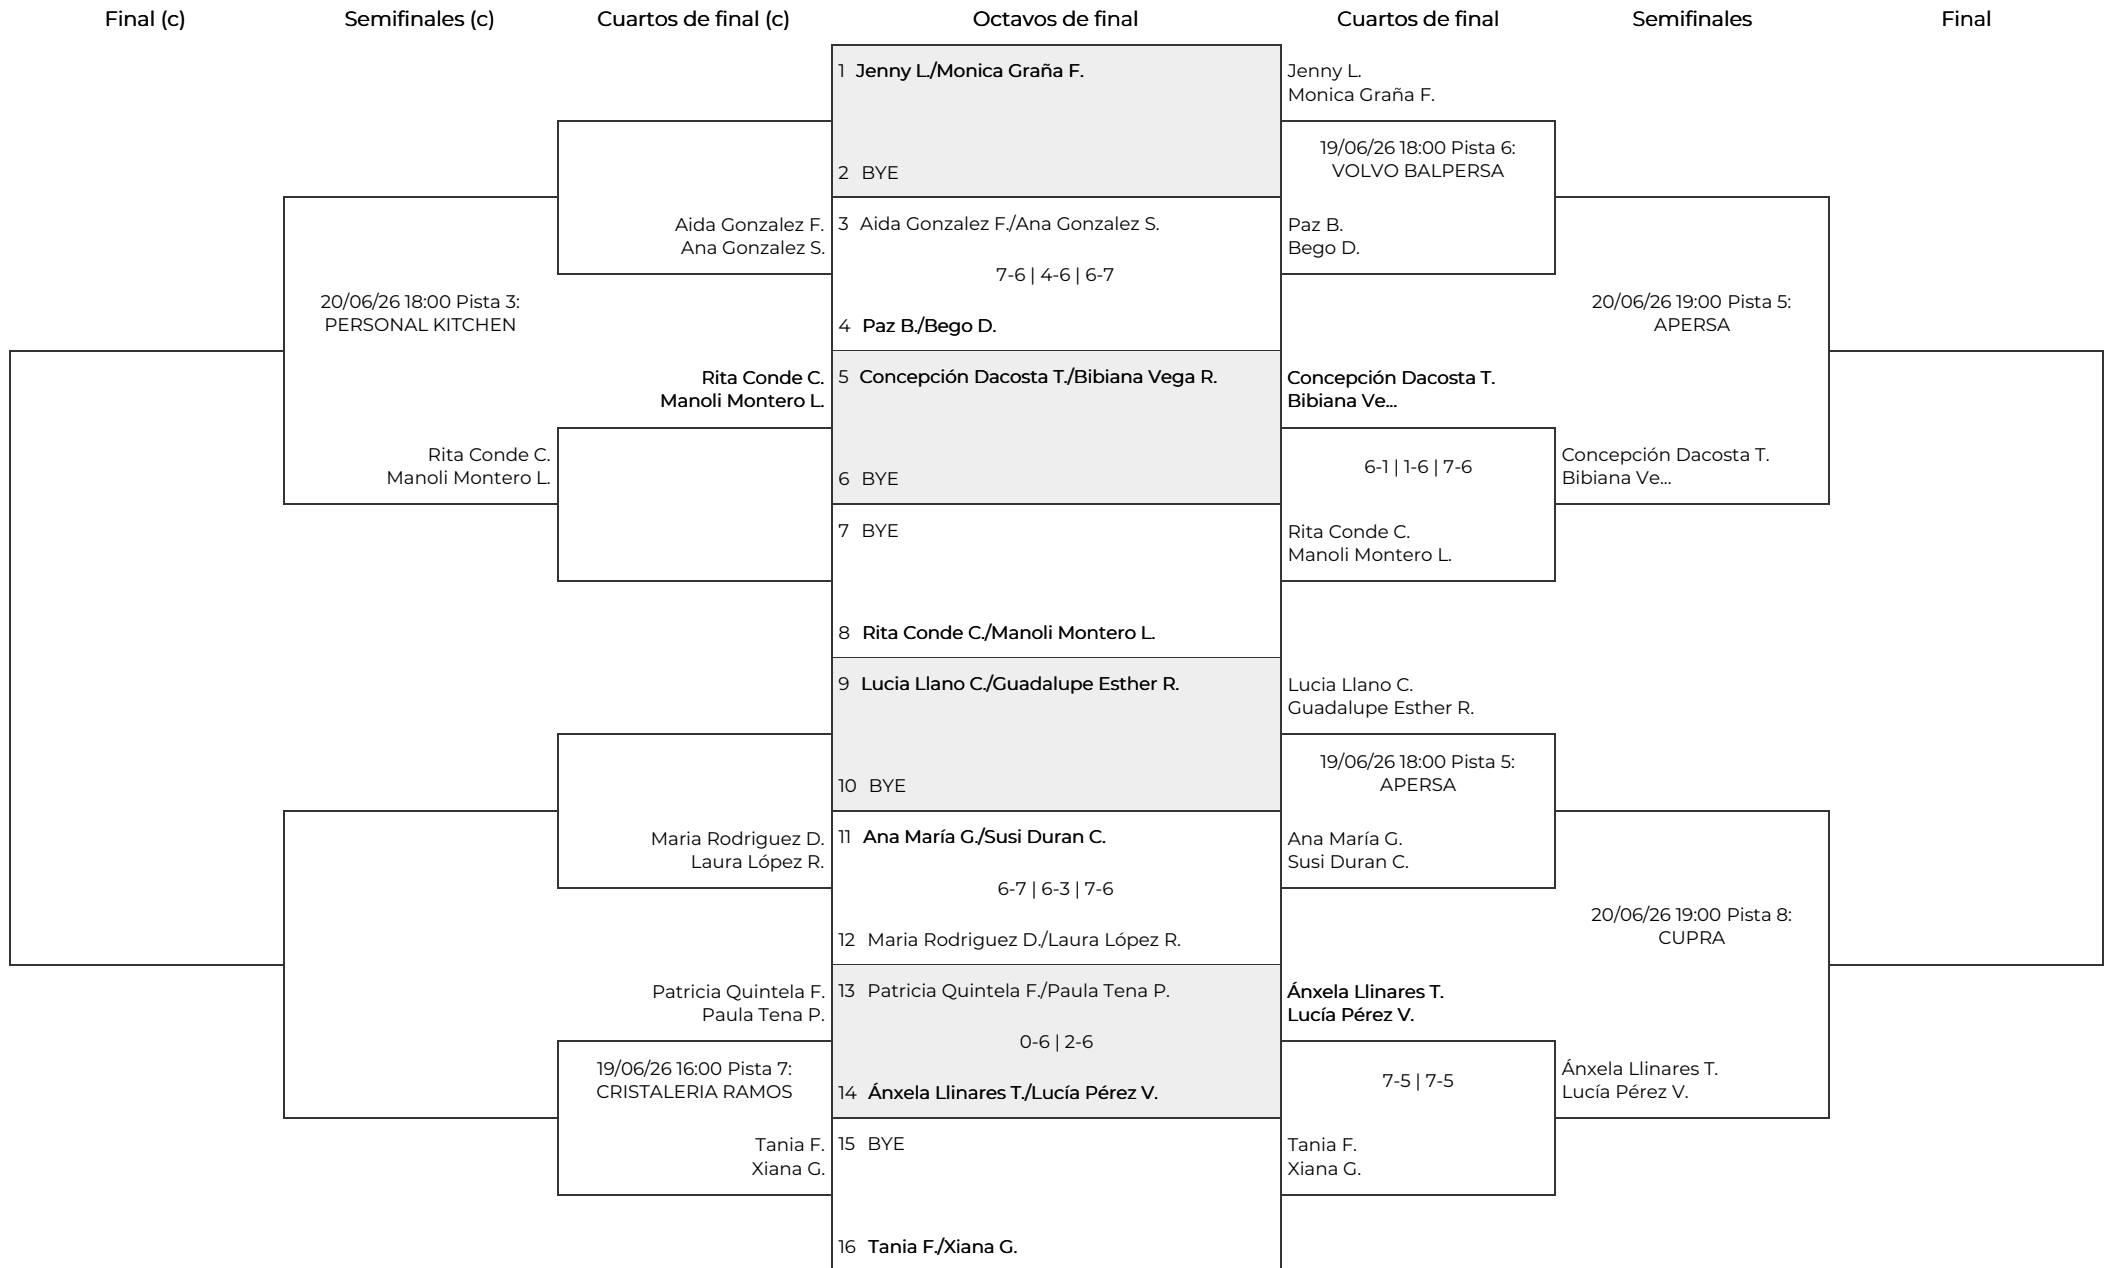 Final (c)
Semifinales (c)
Cuartos de final (c)
Octavos de final
Cuartos de final
Semifinales
Final
20/06/26 18:00 Pista 3:
PERSONAL KITCHEN
Rita Conde C.
Manoli Montero L.
Aida Gonzalez F.
Ana Gonzalez S.
Rita Conde C.
Manoli Montero L.
Maria Rodriguez D.
Laura López R.
Patricia Quintela F.
Paula Tena P.
19/06/26 16:00 Pista 7:
CRISTALERIA RAMOS
Tania F.
Xiana G.
1 Jenny L./Monica Graña F.
2 BYE
3 Aida Gonzalez F./Ana Gonzalez S.
7-6 | 4-6 | 6-7
4 Paz B./Bego D.
5 Concepción Dacosta T./Bibiana Vega R.
6 BYE
7 BYE
8 Rita Conde C./Manoli Montero L.
9 Lucia Llano C./Guadalupe Esther R.
10 BYE
11 Ana María G./Susi Duran C.
6-7 | 6-3 | 7-6
12 Maria Rodriguez D./Laura López R.
13 Patricia Quintela F./Paula Tena P.
0-6 | 2-6
14 Ánxela Llinares T./Lucía Pérez V.
15 BYE
16 Tania F./Xiana G.
Jenny L.
Monica Graña F.
19/06/26 18:00 Pista 6:
VOLVO BALPERSA
Paz B.
Bego D.
Concepción Dacosta T.
Bibiana Ve...
6-1 | 1-6 | 7-6
Rita Conde C.
Manoli Montero L.
Lucia Llano C.
Guadalupe Esther R.
19/06/26 18:00 Pista 5:
APERSA
Ana María G.
Susi Duran C.
Ánxela Llinares T.
Lucía Pérez V.
7-5 | 7-5
Tania F.
Xiana G.
20/06/26 19:00 Pista 5:
APERSA
Concepción Dacosta T.
Bibiana Ve...
20/06/26 19:00 Pista 8:
CUPRA
Ánxela Llinares T.
Lucía Pérez V.